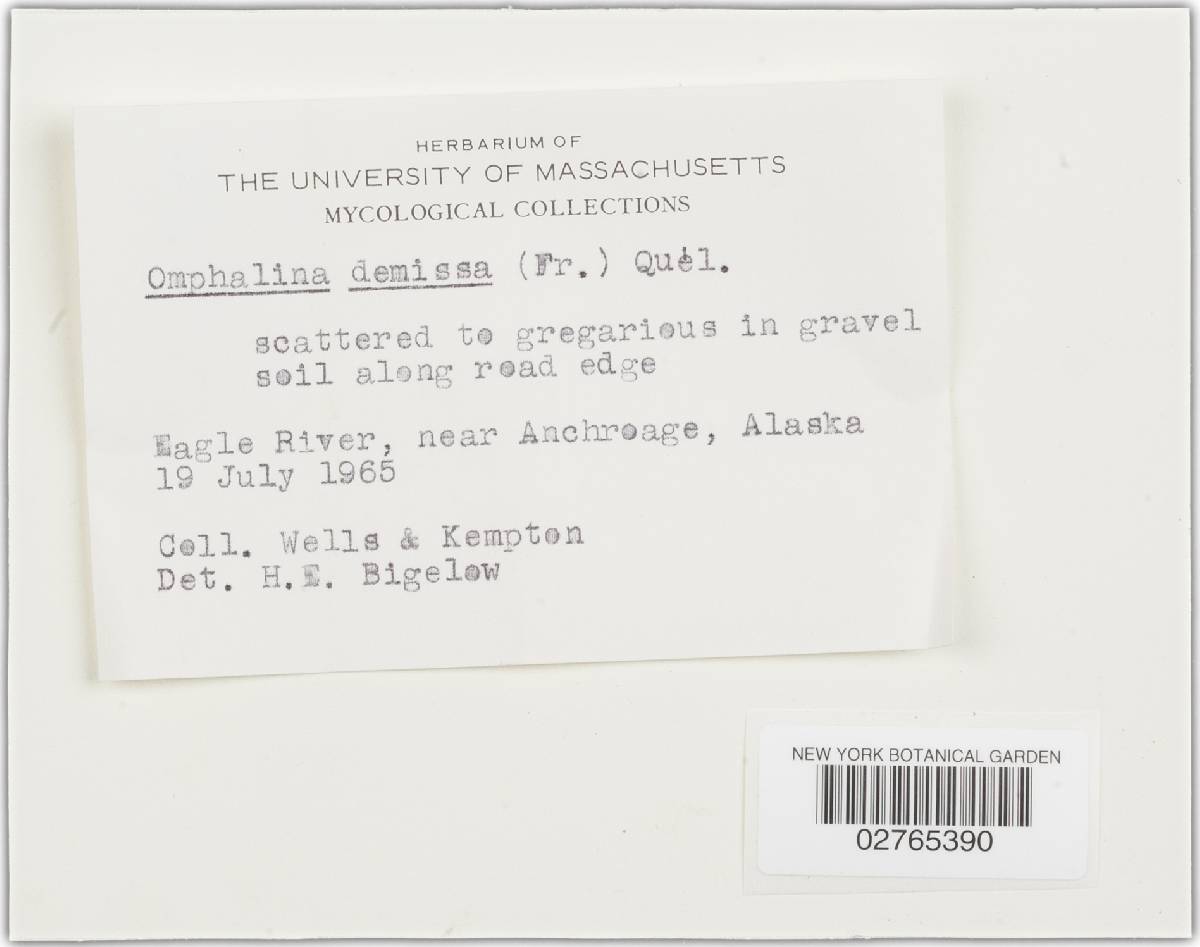 HERBARIUM OF
THE UNIVERSITY OF MASSACHUSETTS
MYCOLOGICAL COLLECTIONS
Omphalina demissa (Fr.) Quél.
scattered to gregarious in gravel
soil along road edge
Eagle River, near Anchroage, Alaska
19 July 1965
Coll. Wells & Kempton
Det. H.E. Bigelow
NEW YORK BOTANICAL GARDEN
02765390